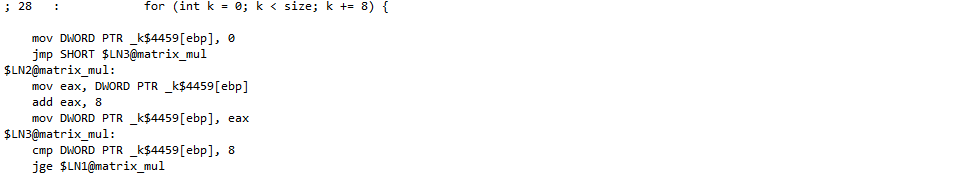 ; 28   :            for (int k = 0; k < size; k += 8) {
    mov DWORD PTR _k$4459[ebp], 0
    jmp SHORT $LN3@matrix_mul
$LN2@matrix_mul:
    mov eax, DWORD PTR _k$4459[ebp]
    add eax, 8
    mov DWORD PTR _k$4459[ebp], eax
$LN3@matrix_mul:
    cmp DWORD PTR _k$4459[ebp], 8
    jge $LN1@matrix_mul